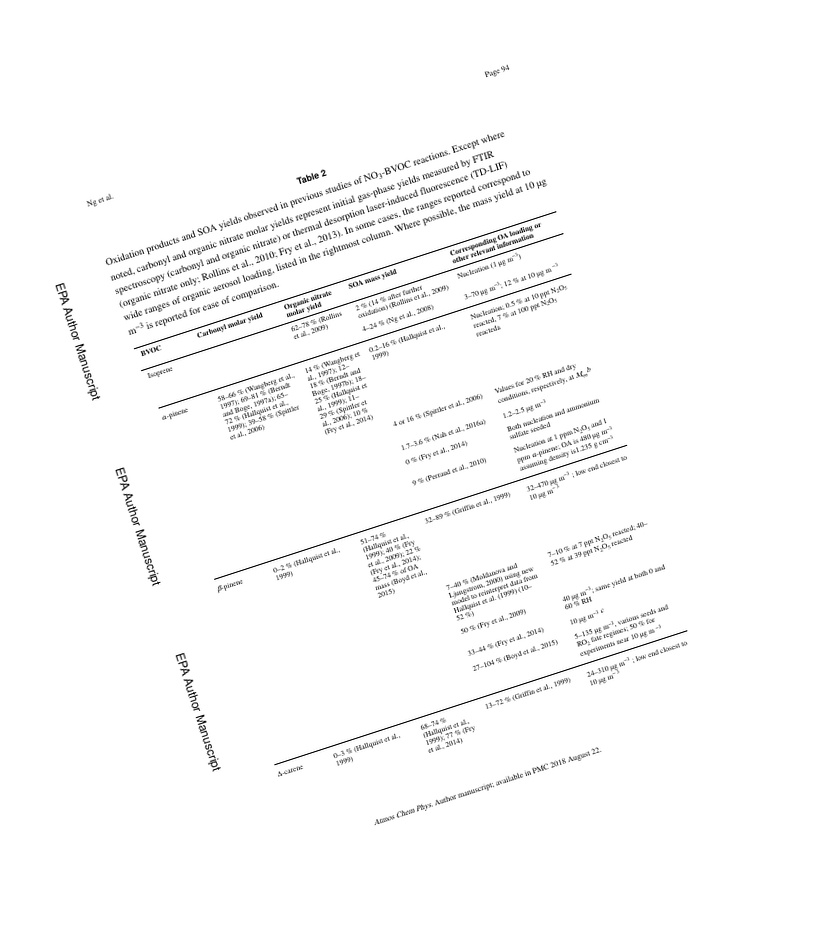 Page 94
Ng et al.
Table 2
Oxidation products and SOA yields observed in previous studies of NO3-BVOC reactions. Except where
noted, carbonyl and organic nitrate molar yields represent initial gas-phase yields measured by FTIR
spectroscopy (carbonyl and organic nitrate) or thermal desorption laser-induced fluorescence (TD-LIF)
(organic nitrate only; Rollins et al., 2010; Fry et al., 2013). In some cases, the ranges reported correspond to
wide ranges of organic aerosol loading, listed in the rightmost column. Where possible, the mass yield at 10 μg
m−3 is reported for ease of comparison.
BVOC
Carbonyl molar yield
Organic nitrate
molar yield
SOA mass yield
Corresponding OA loading or
other relevant information
Isoprene
62–78 % (Rollins
et al., 2009)
2 % (14 % after further
oxidation) (Rollins et al., 2009)
Nucleation (1 μg m−3)
4–24 % (Ng et al., 2008)
3–70 μg m−3; 12 % at 10 μg m−3
α-pinene
58–66 % (Wangberg et al.,
1997); 69–81 % (Berndt
and Boge, 1997a); 65–
72 % (Hallquist et al.,
1999); 39–58 % (Spittler
et al., 2006)
14 % (Wangberg et
al., 1997); 12–
18 % (Berndt and
Boge, 1997b); 18–
25 % (Hallquist et
al., 1999); 11–
29 % (Spittler et
al., 2006); 10 %
(Fry et al., 2014)
0.2–16 % (Hallquist et al.,
1999)
Nucleation, 0.5 % at 10 ppt N2O5
reacted, 7 % at 100 ppt N2O5
reacteda
4 or 16 % (Spittler et al., 2006)
Values for 20 % RH and dry
conditions, respectively, at M∞b
1.7–3.6 % (Nah et al., 2016a)
1.2–2.5 μg m−3
0 % (Fry et al., 2014)
Both nucleation and ammonium
sulfate seeded
9 % (Perraud et al., 2010)
Nucleation at 1 ppm N2O5 and 1
ppm α-pinene; OA is 480 μg m−3
assuming density is1.235 g cm−3
β-pinene
0–2 % (Hallquist et al.,
1999)
51–74 %
(Hallquist et al.,
1999); 40 % (Fry
et al., 2009); 22 %
(Fry et al., 2014);
45–74 % of OA
mass (Boyd et al.,
2015)
32–89 % (Griffin et al., 1999)
32–470 μg m−3; low end closest to
10 μg m−3
7–40 % (Moldanova and
Ljungstrom, 2000) using new
model to reinterpret data from
Hallquist et al. (1999) (10–
52 %)
7–10 % at 7 ppt N2O5 reacted; 40–
52 % at 39 ppt N2O5 reacted
50 % (Fry et al., 2009)
40 μg m−3; same yield at both 0 and
60 % RH
33–44 % (Fry et al., 2014)
10 μg m−3 c
27–104 % (Boyd et al., 2015)
5–135 μg m−3, various seeds and
RO2 fate regimes; 50 % for
experiments near 10 μg m−3
Δ-carene
0–3 % (Hallquist et al.,
1999)
68–74 %
(Hallquist et al.,
1999); 77 % (Fry
et al., 2014)
13–72 % (Griffin et al., 1999)
24–310 μg m−3; low end closest to
10 μg m−3
Atmos Chem Phys. Author manuscript; available in PMC 2018 August 22.
EPA Author Manuscript
EPA Author Manuscript
EPA Author Manuscript